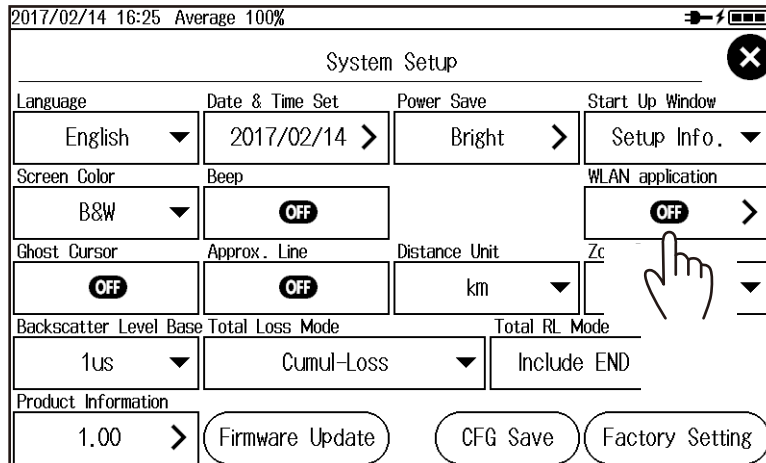 2017/02/14 16:25 Average 100%
System Setup
Language Date & Time Set Power Save Start Up Window
English 2017/02/14 Bright Setup Info.
Screen Color Beep WLAN application
B&W OFF OFF
Ghost Cursor Approx. Line Distance Unit
OFF OFF km
Backscatter Level Base Total Loss Mode Total RL Mode
1us Cumul-Loss Include END
Product Information
1.00 Firmware Update CFG Save Factory Setting